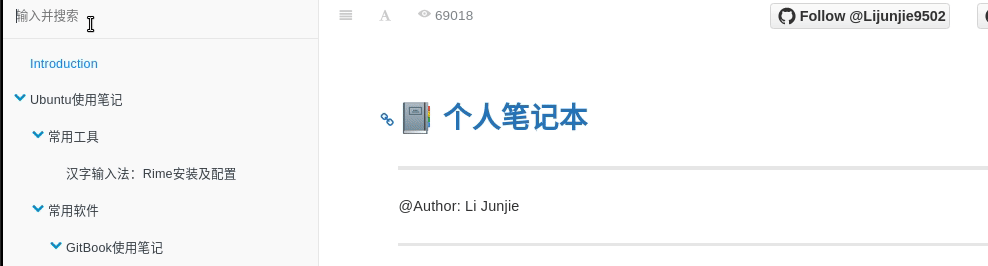 输入并搜索
Introduction
Ubuntu使用笔记
常用工具
汉字输入法：Rime安装及配置
常用软件
GitBook使用笔记
A 69018 Follow @Lijunjie9502
个人笔记本
@Author: Li Junjie